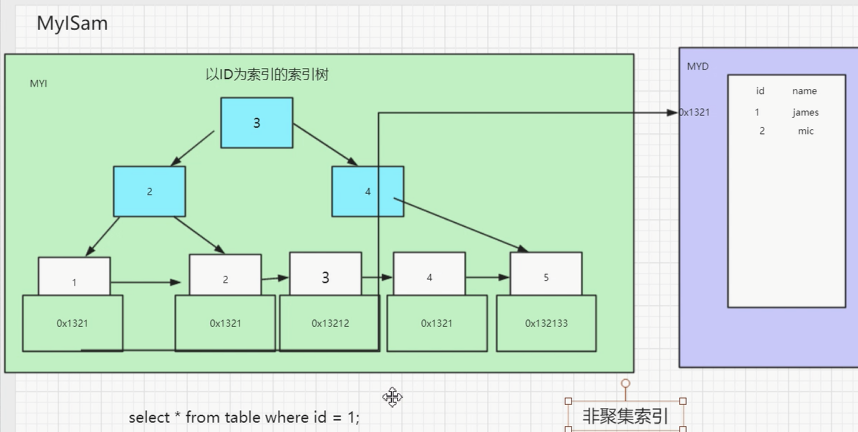 MyISam
MYI
以ID为索引的索引树
3
2
4
1
2
3
4
5
0x1321
0x1321
0x13212
0x1321
0x132133
MYD
id name
0x1321 1 james
2 mic
select * from table where id = 1;
非聚集索引